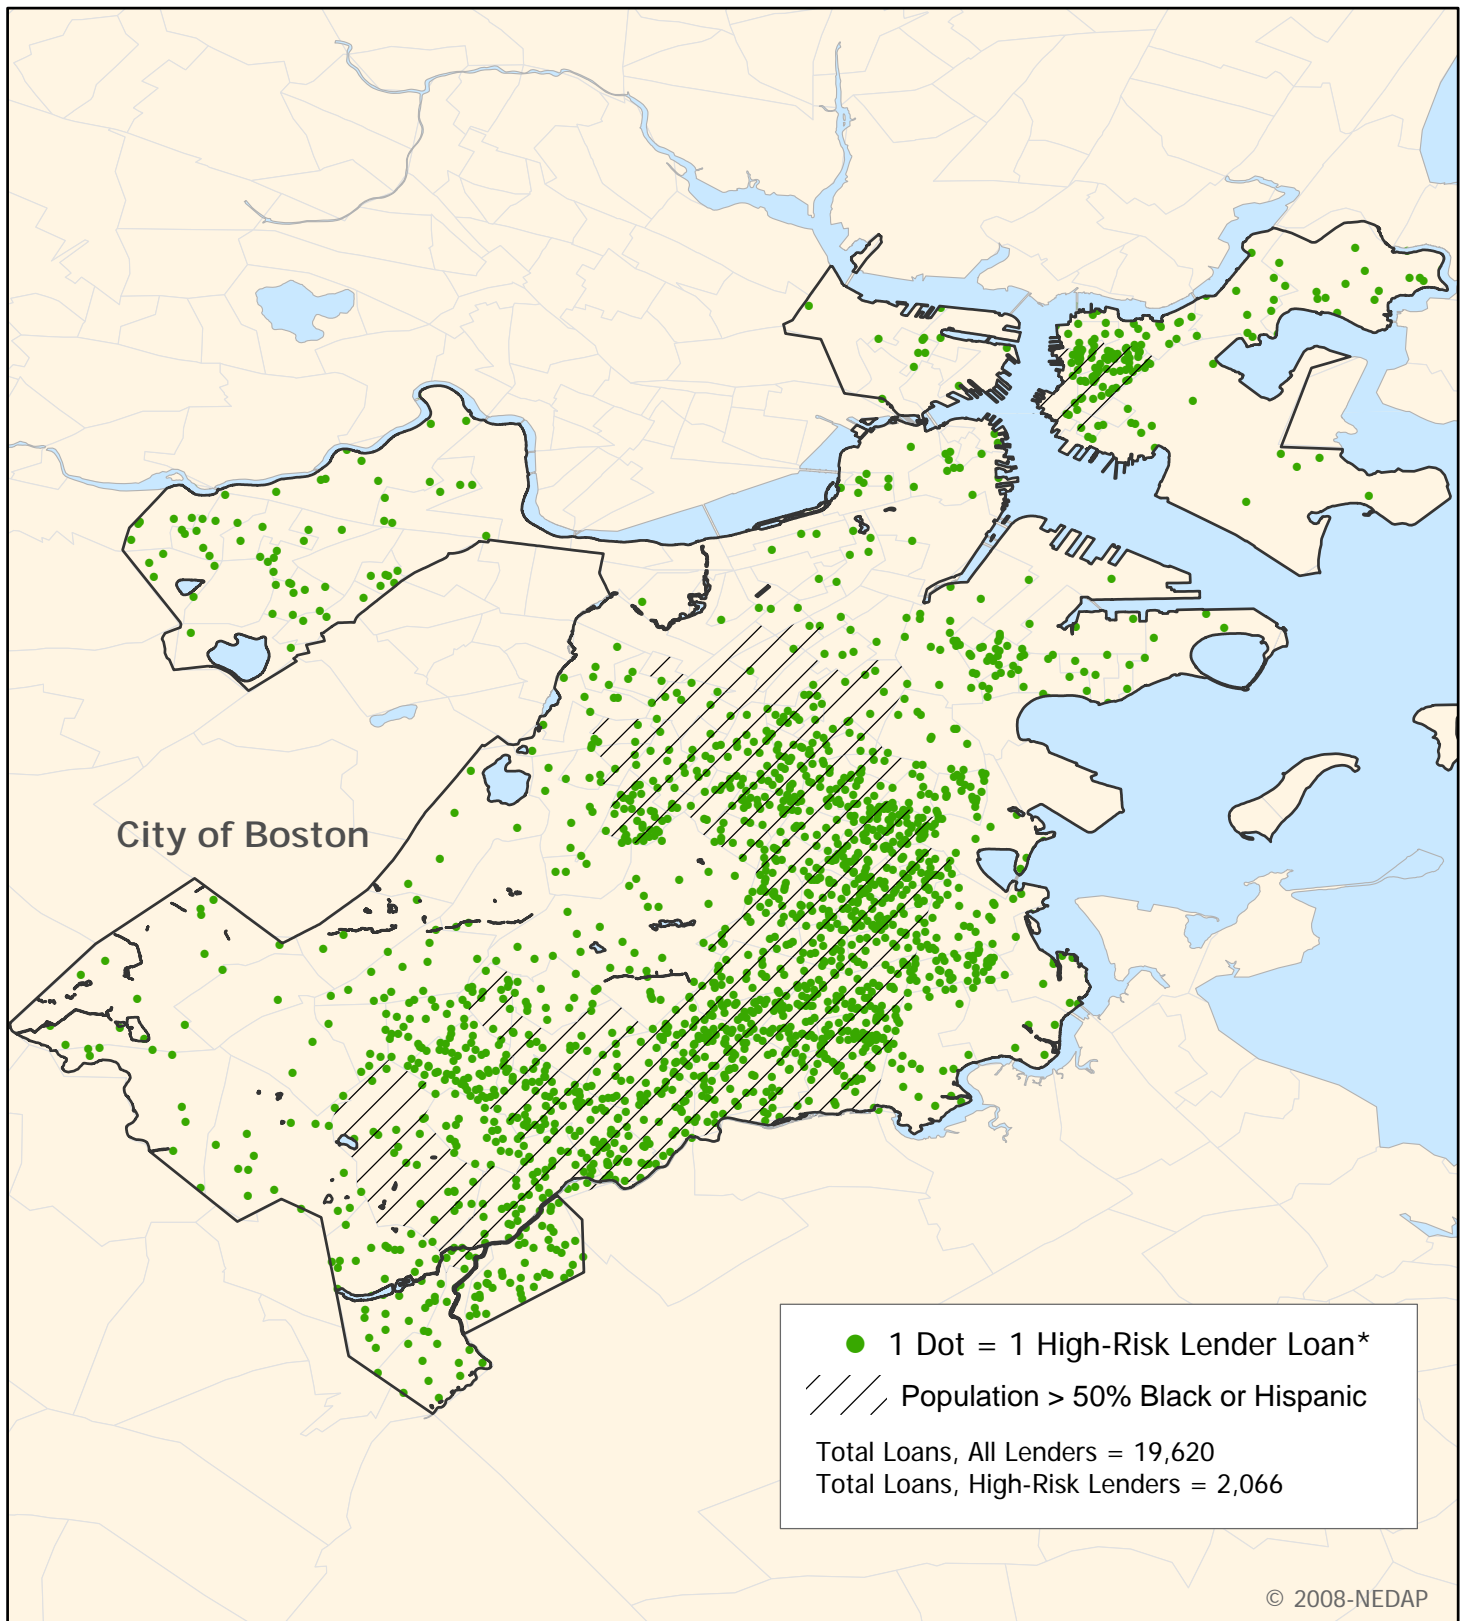 City of Boston
1 Dot = 1 High-Risk Lender Loan*
Population > 50% Black or Hispanic
Total Loans, All Lenders = 19,620
Total Loans, High-Risk Lenders = 2,066
© 2008-NEDAP